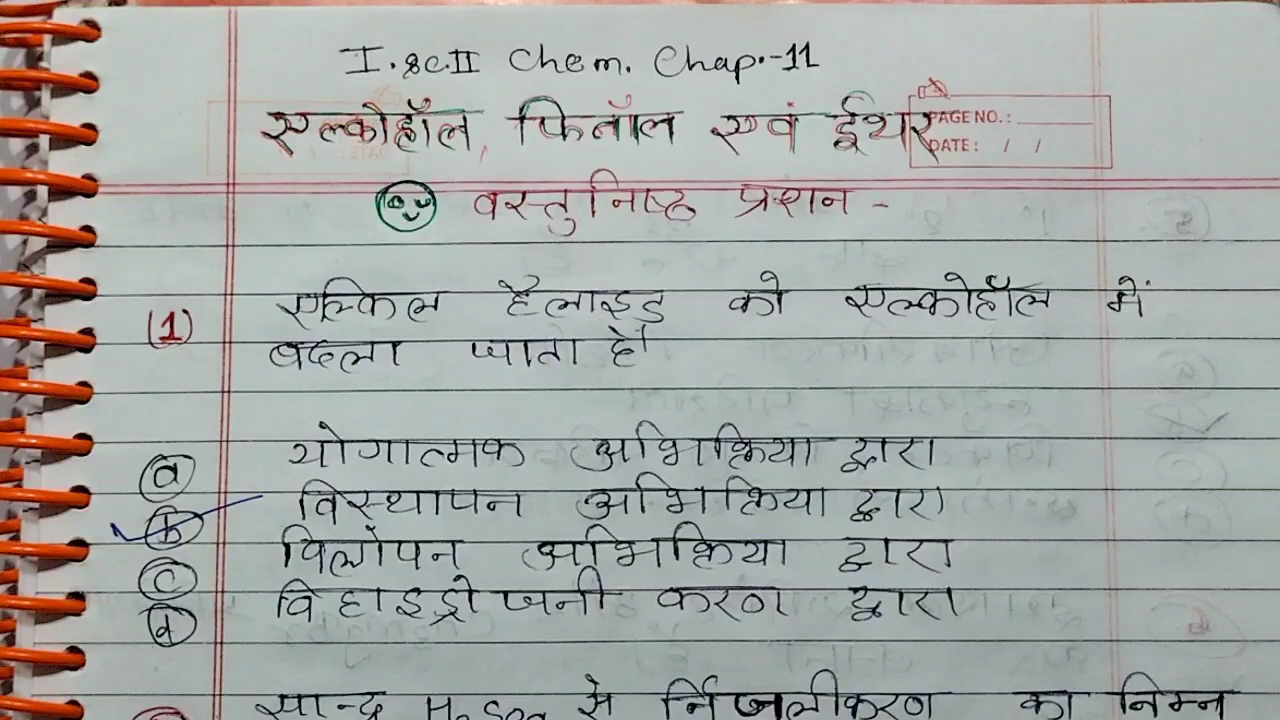 I.Sc.II Chem. Chap.-11
एल्कोहॉल, फिनॉल एवं ईथर
PAGE NO.:
DATE: / /
वस्तुनिष्ठ प्रशन -
(1) एल्किल हैलाइड को एल्कोहॉल में
बदला जाता है।
(a) योगात्मक अभिक्रिया द्वारा
(b) विस्थापन अभिक्रिया द्वारा
(c) विलोपन अभिक्रिया द्वारा
(d) विहाइड्रोजनीकरण द्वारा
सान्द्र H₂SO₄ से र्निजलीकरण का निम्न